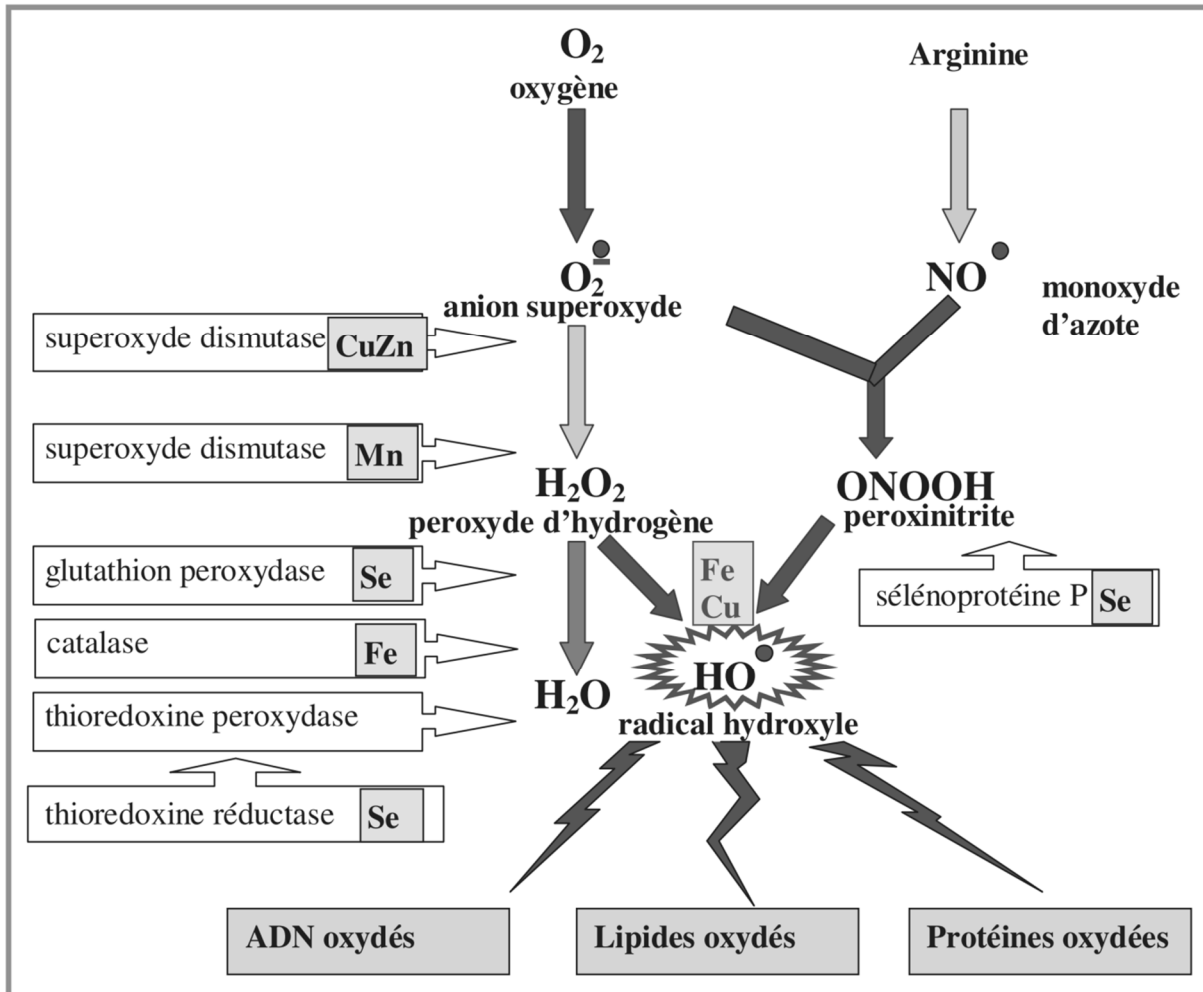 O₂
oxygène
Arginine
O₂•̲
anion superoxyde
NO•
monoxyde
d’azote
superoxyde dismutase CuZn
superoxyde dismutase Mn
H₂O₂
peroxyde d’hydrogène
ONOOH
peroxinitrite
glutathion peroxydase Se
Fe
Cu
sélénoprotéine P Se
catalase Fe
H₂O
HO•
thioredoxine peroxydase
radical hydroxyle
thioredoxine réductase Se
ADN oxydés
Lipides oxydés
Protéines oxydées